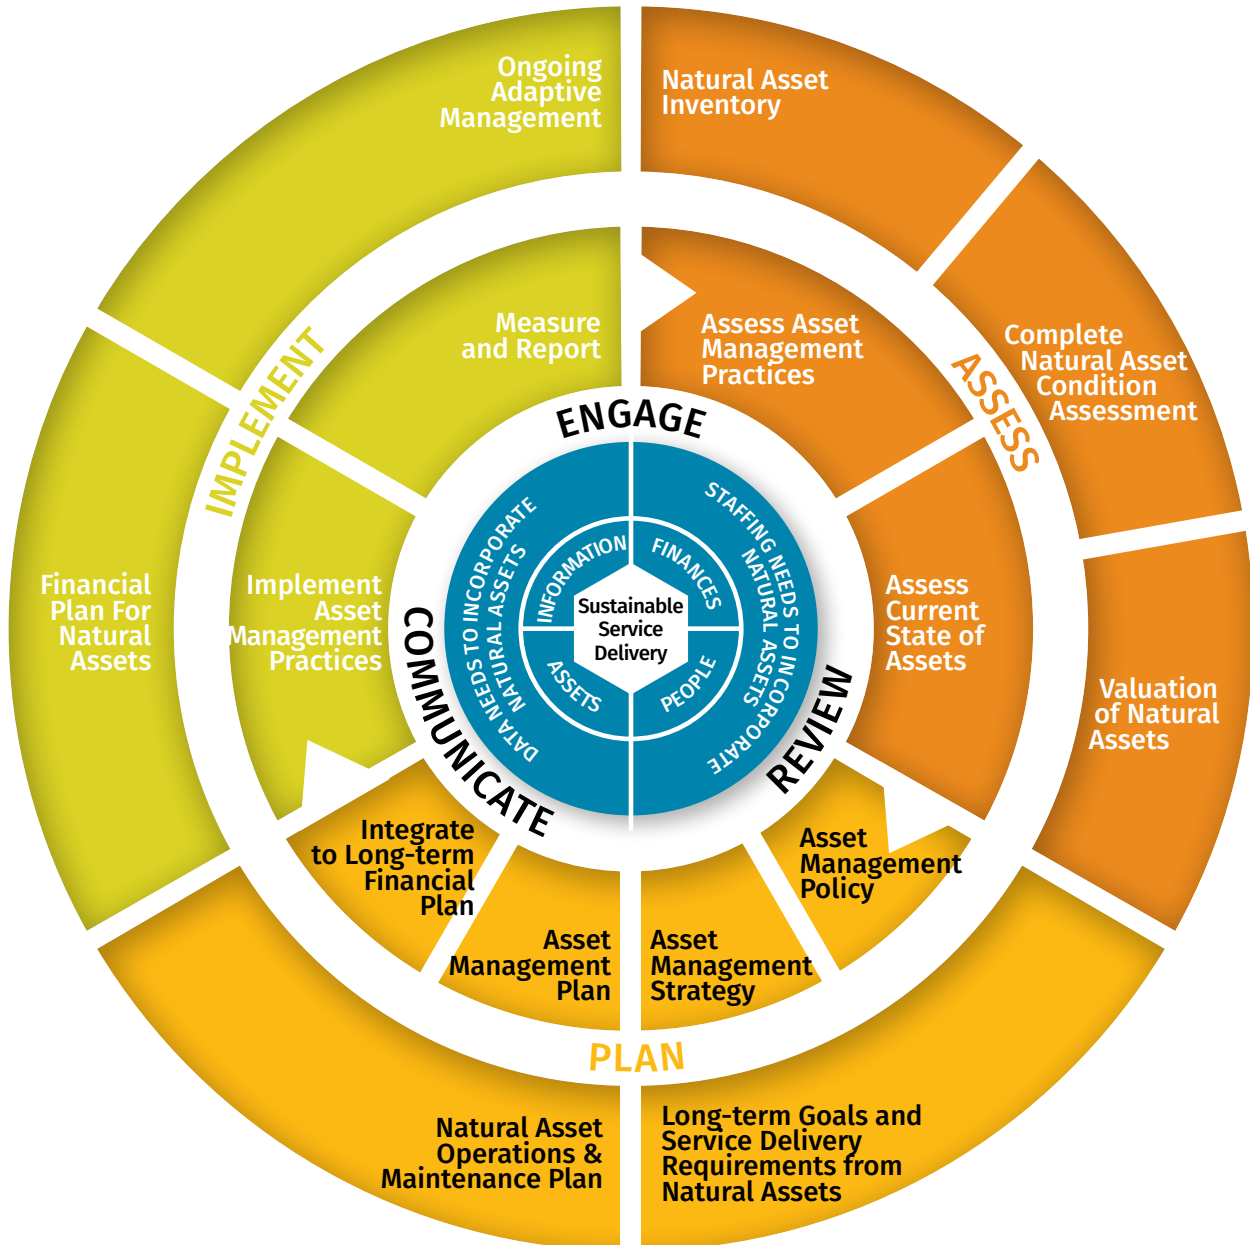 Ongoing
Adaptive
Management
Natural Asset
Inventory
Complete
Natural Asset
Condition
Assessment
Valuation
of Natural
Assets
Long-term Goals and
Service Delivery
Requirements from
Natural Assets
Natural Asset
Operations &
Maintenance Plan
Financial
Plan For
Natural
Assets
IMPLEMENT
ASSESS
PLAN
Measure
and Report
Assess Asset
Management
Practices
Assess
Current
State of
Assets
Asset
Management
Policy
Asset
Management
Strategy
Asset
Management
Plan
Integrate
to Long-term
Financial
Plan
Implement
Asset
Management
Practices
ENGAGE
REVIEW
COMMUNICATE
DATA NEEDS TO INCORPORATE
NATURAL ASSETS
STAFFING NEEDS TO INCORPORATE
NATURAL ASSETS
INFORMATION
FINANCES
ASSETS
PEOPLE
Sustainable
Service
Delivery